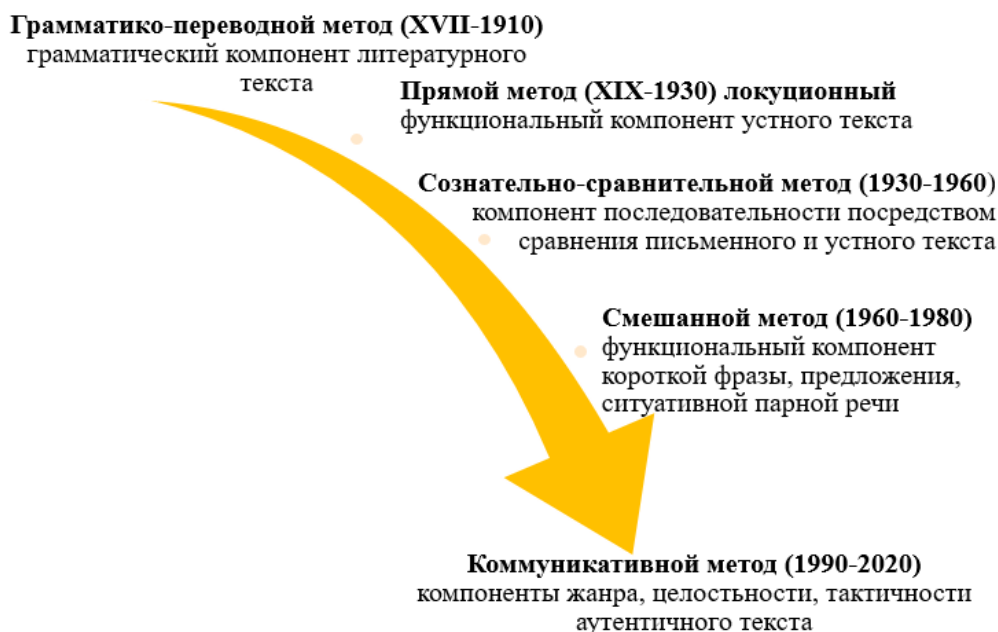 Грамматико-переводной метод (XVII-1910)
грамматический компонент литературного
текста
Прямой метод (XIX-1930) локуционный
функциональный компонент устного текста
Сознательно-сравнительной метод (1930-1960)
компонент последовательности посредством
сравнения письменного и устного текста
Смешанной метод (1960-1980)
функциональный компонент
короткой фразы, предложения,
ситуативной парной речи
Коммуникативной метод (1990-2020)
компоненты жанра, целостьности, тактичности
аутентичного текста